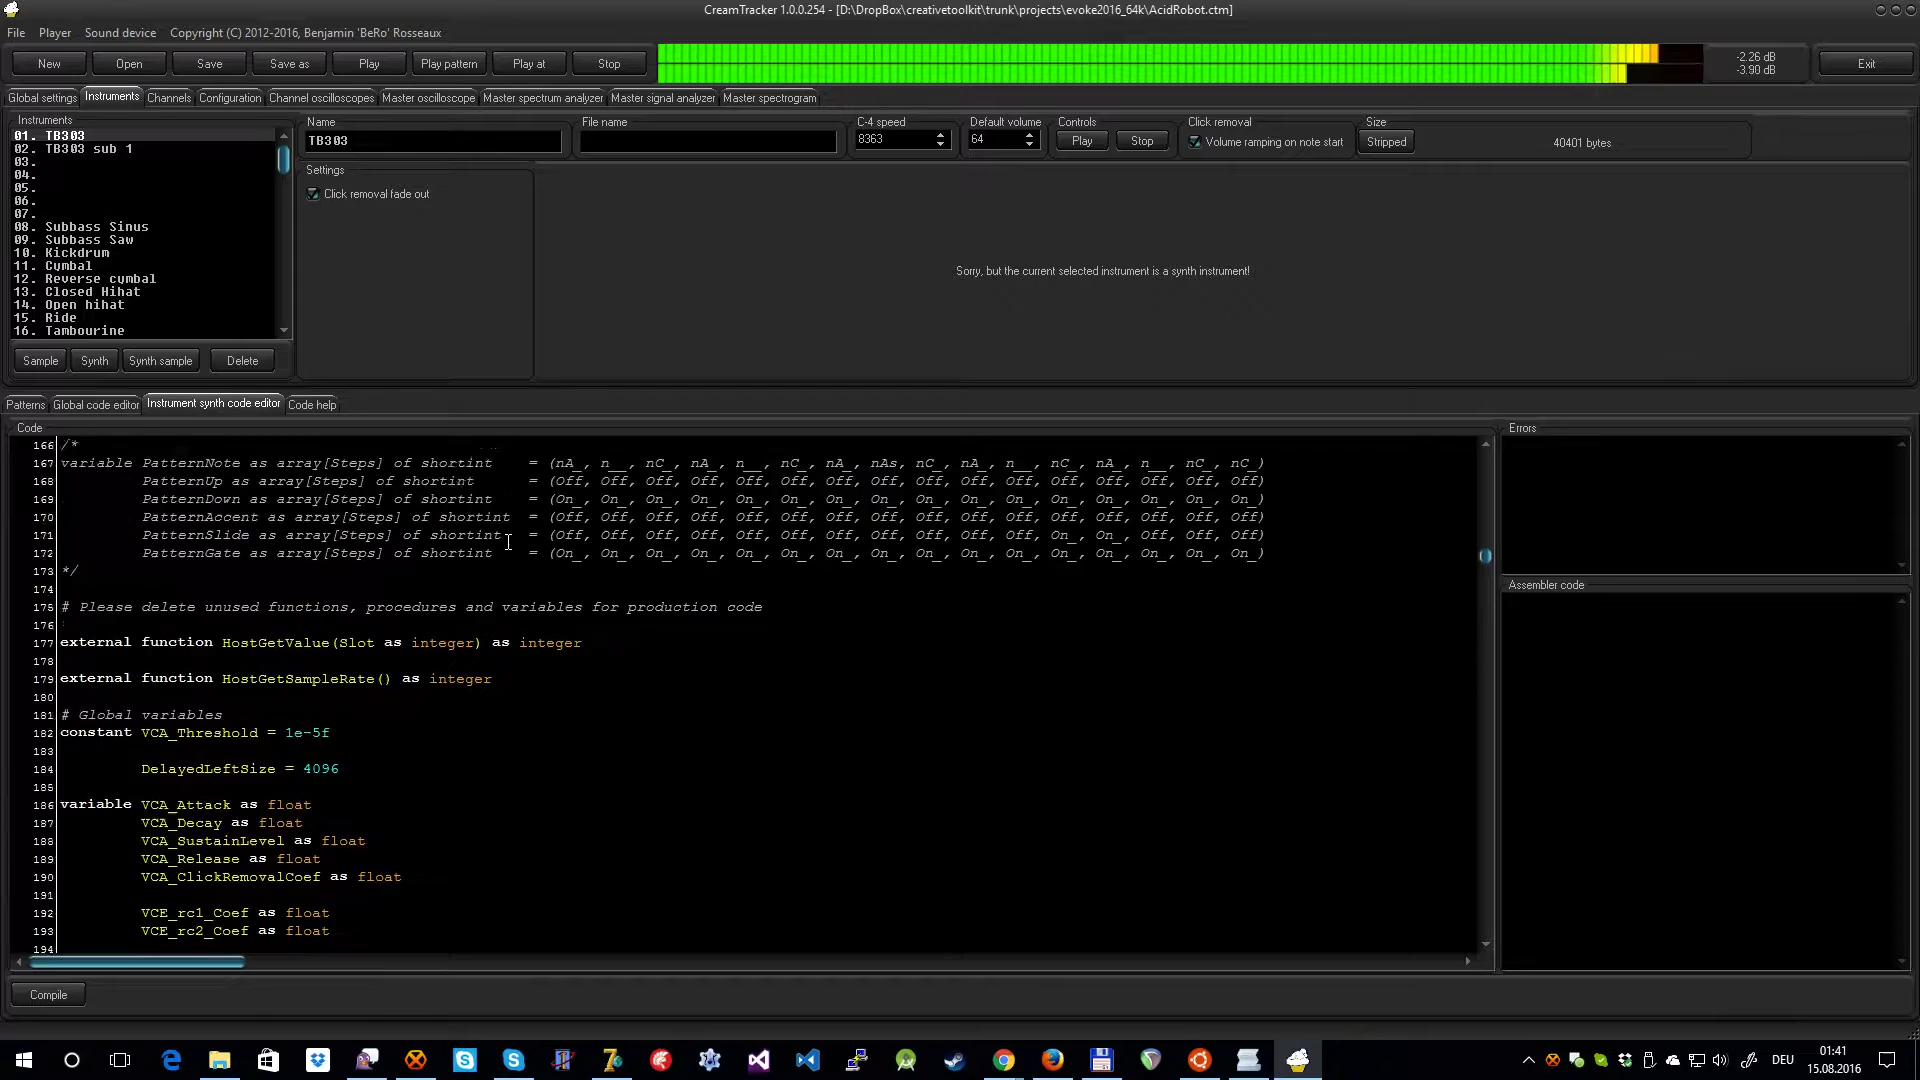 CreamTracker 1.0.0.254 - [D:\DropBox\creativetoolkit\trunk\projects\evoke2016_64k\AcidRobot.ctm]
File Player Sound device Copyright (C) 2012-2016, Benjamin 'BeRo' Rosseaux
New Open Save Save as Play Play pattern Play at Stop -2.26 dB Exit
-3.90 dB
Global settings Instruments Channels Configuration Channel oscilloscopes Master oscilloscope Master spectrum analyzer Master signal analyzer Master spectrogram
Instruments Name File name C-4 speed Default volume Controls Click removal Size
TB303 8363 64 Play Stop Volume ramping on note start Stripped 40401 bytes
01. TB303
02. TB303 sub 1
03.
04.
05.
06.
07.
08. Subbass Sinus
09. Subbass Saw
10. Kickdrum
11. Cymbal
12. Reverse cymbal
13. Closed Hihat
14. Open hihat
15. Ride
16. Tambourine
Settings
Click removal fade out
Sorry, but the current selected instrument is a synth instrument!
Sample Synth Synth sample Delete
Patterns Global code editor Instrument synth code editor Code help
Code Errors
166 /*
167 variable PatternNote as array[Steps] of shortint = (nA_, n__, nC_, nA_, n__, nC_, nA_, nAs, nC_, nA_, n__, nC_, nA_, n__, nC_, nC_)
168 PatternUp as array[Steps] of shortint = (Off, Off, Off, Off, Off, Off, Off, Off, Off, Off, Off, Off, Off, Off, Off, Off)
169 PatternDown as array[Steps] of shortint = (On_, On_, On_, On_, On_, On_, On_, On_, On_, On_, On_, On_, On_, On_, On_, On_)
170 PatternAccent as array[Steps] of shortint = (Off, Off, Off, Off, Off, Off, Off, Off, Off, Off, Off, Off, Off, Off, Off, Off)
171 PatternSlide as array[Steps] of shortint = (Off, Off, Off, Off, Off, Off, Off, Off, Off, Off, Off, On_, On_, Off, Off, Off)
172 PatternGate as array[Steps] of shortint = (On_, On_, On_, On_, On_, On_, On_, On_, On_, On_, On_, On_, On_, On_, On_, On_)
173 */
174
175 # Please delete unused functions, procedures and variables for production code
176
177 external function HostGetValue(Slot as integer) as integer
178
179 external function HostGetSampleRate() as integer
180
181 # Global variables
182 constant VCA_Threshold = 1e-5f
183
184 DelayedLeftSize = 4096
185
186 variable VCA_Attack as float
187 VCA_Decay as float
188 VCA_SustainLevel as float
189 VCA_Release as float
190 VCA_ClickRemovalCoef as float
191
192 VCE_rc1_Coef as float
193 VCE_rc2_Coef as float
194
Assembler code
Compile
DEU 01:41
15.08.2016